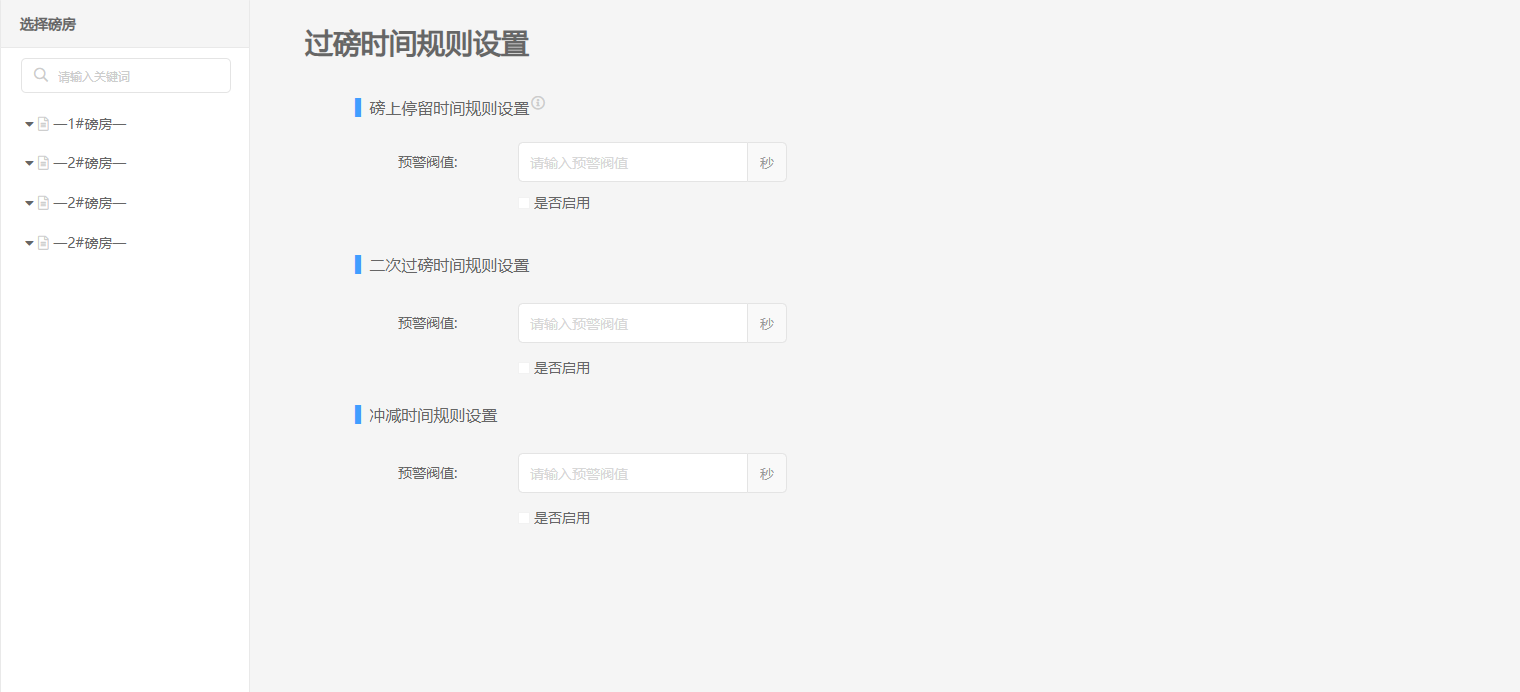 选择磅房
请输入关键词
—1#磅房—
—2#磅房—
—2#磅房—
—2#磅房—
过磅时间规则设置
磅上停留时间规则设置
预警阀值:
请输入预警阀值
秒
是否启用
二次过磅时间规则设置
预警阀值:
请输入预警阀值
秒
是否启用
冲减时间规则设置
预警阀值:
请输入预警阀值
秒
是否启用